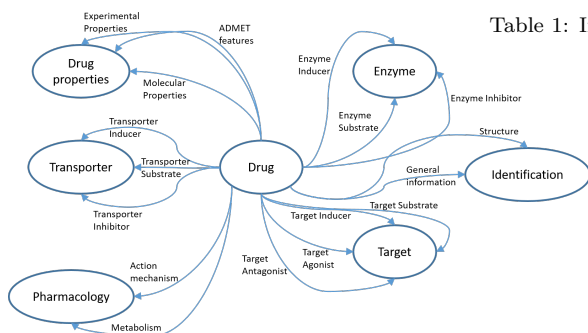 Table 1: I
Experimental
Properties
ADMET
features
Drug
properties
Molecular
Properties
Enzyme
Inducer
Enzyme
Enzyme Inhibitor
Enzyme
Substrate
Transporter
Inducer
Transporter
Transporter
Substrate
Transporter
Inhibitor
Drug
Structure
General
information
Identification
Target Inducer
Target Substrate
Target
Antagonist
Target
Agonist
Target
Action
mechanism
Pharmacology
Metabolism